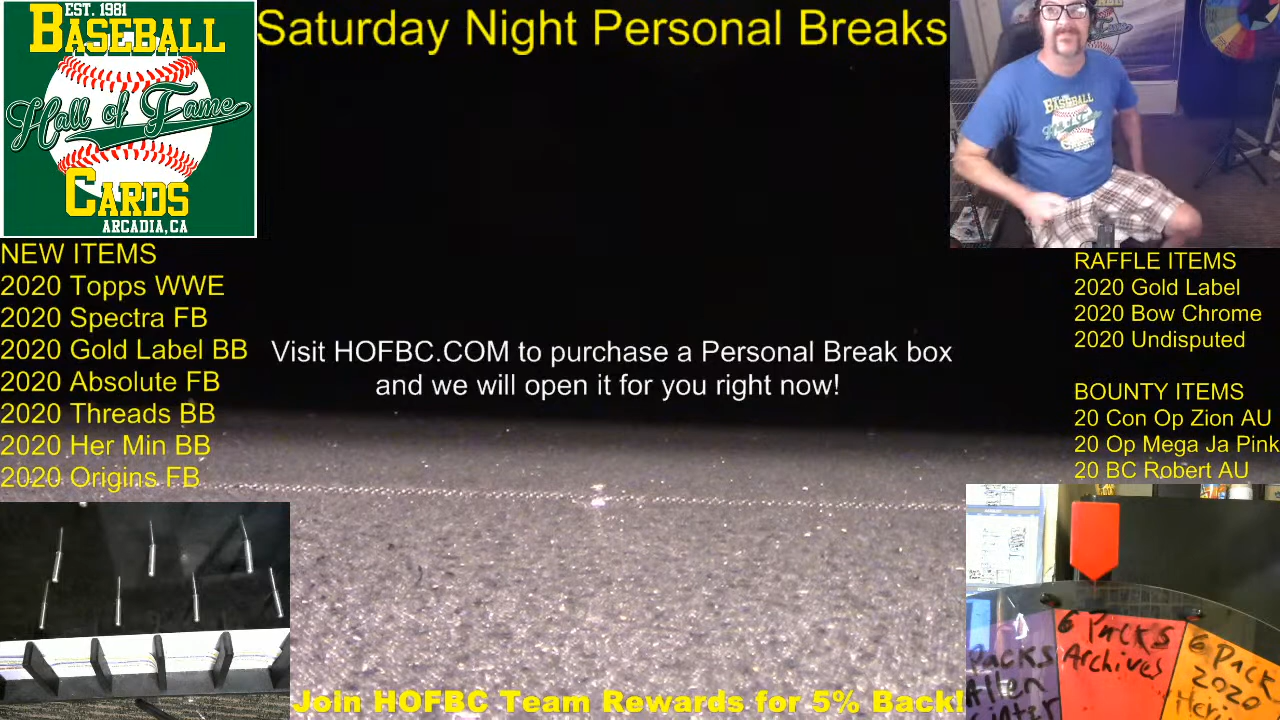 EST. 1981
BASEBALL
Hall of Fame
CARDS
ARCADIA, CA
Saturday Night Personal Breaks
BASEBALL
NEW ITEMS
2020 Topps WWE
2020 Spectra FB
2020 Gold Label BB
2020 Absolute FB
2020 Threads BB
2020 Her Min BB
2020 Origins FB
Visit HOFBC.COM to purchase a Personal Break box
and we will open it for you right now!
RAFFLE ITEMS
2020 Gold Label
2020 Bow Chrome
2020 Undisputed
BOUNTY ITEMS
20 Con Op Zion AU
20 Op Mega Ja Pink
20 BC Robert AU
Packs
Allen
6 Packs
Archives
6 Pack
2020
Join HOFBC Team Rewards for 5% Back!